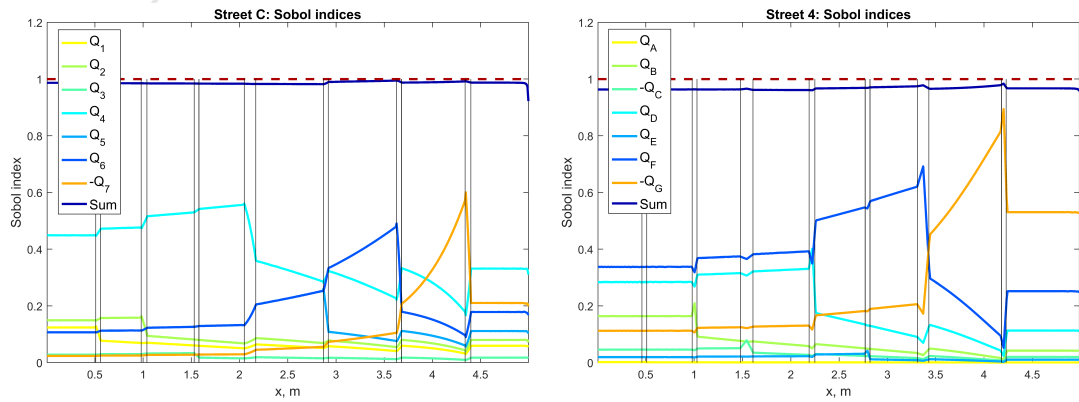 Street C: Sobol indices
1.2
1
0.8
0.6
0.4
0.2
0
Sobol index
Q1
Q2
Q3
Q4
Q5
Q6
-Q7
Sum
0.5 1 1.5 2 2.5 3 3.5 4 4.5
x, m
Street 4: Sobol indices
1.2
1
0.8
0.6
0.4
0.2
0
Sobol index
QA
QB
-QC
QD
QE
QF
-QG
Sum
0.5 1 1.5 2 2.5 3 3.5 4 4.5
x, m